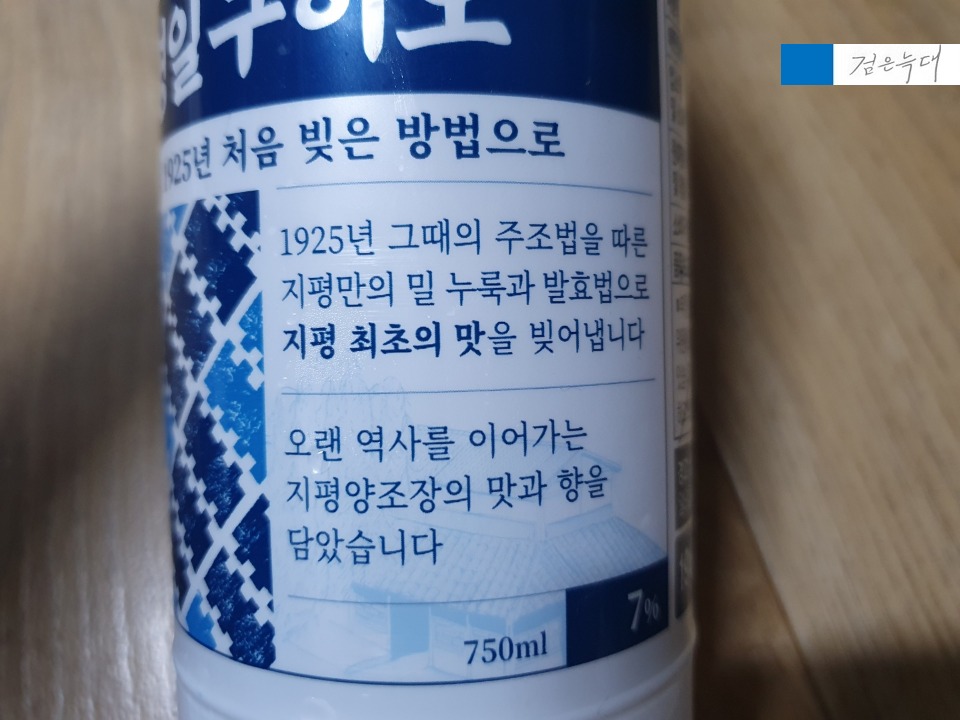 검은늑대
1925년 처음 빚은 방법으로
1925년 그때의 주조법을 따른
지평만의 밀 누룩과 발효법으로
지평 최초의 맛을 빚어냅니다
오랜 역사를 이어가는
지평양조장의 맛과 향을
담았습니다
7%
750ml